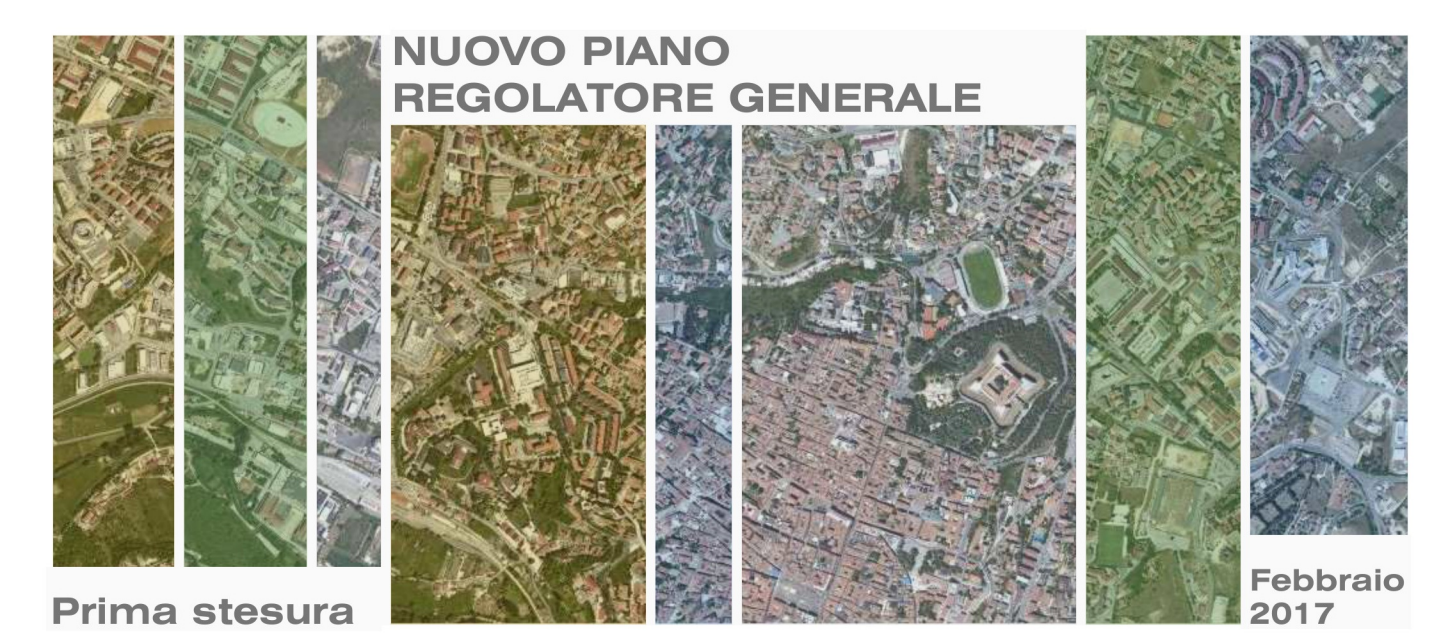 NUOVO PIANO
REGOLATORE GENERALE
Prima stesura
Febbraio
2017